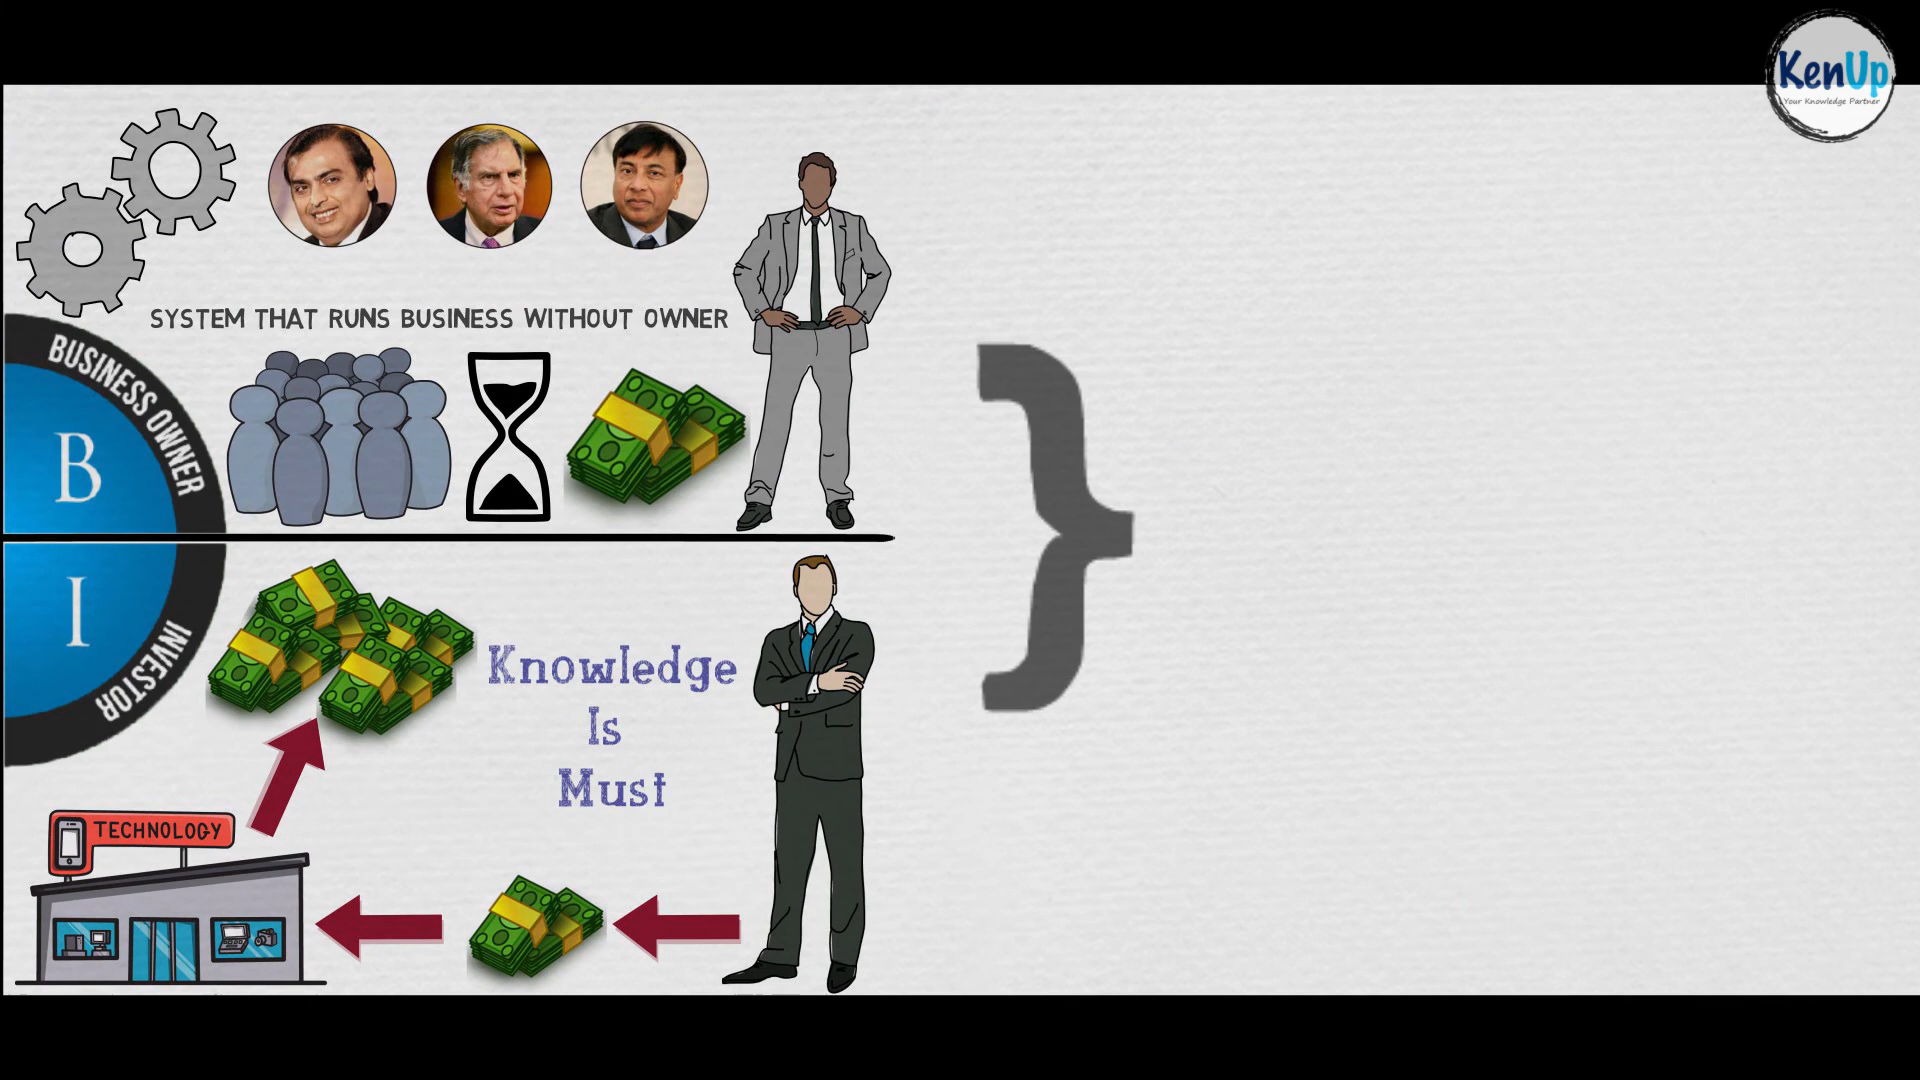 KenUp
Your Knowledge Partner
SYSTEM THAT RUNS BUSINESS WITHOUT OWNER
BUSINESS OWNER
B
I
INVESTOR
Knowledge
Is
Must
TECHNOLOGY